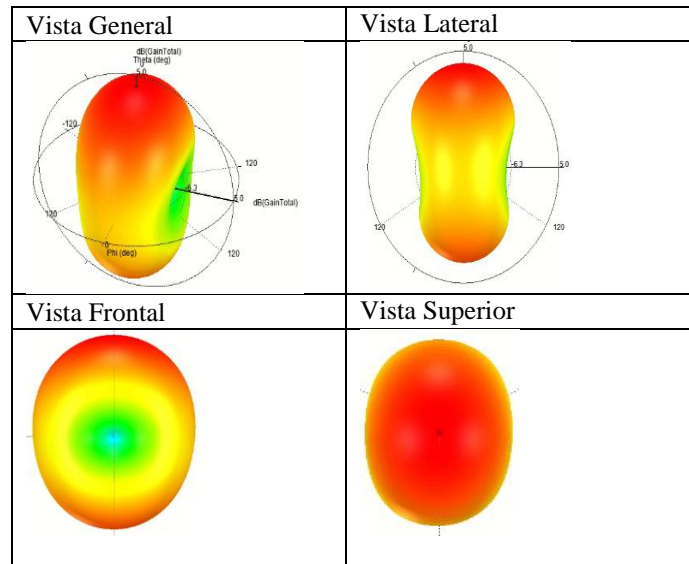 Vista General
Vista Lateral
dB(GainTotal)
Theta (deg)
0
5.0
-120
120
-6.3
5.0
dB(GainTotal)
120
120
0
Phi (deg)
5.0
-6.3
5.0
120
120
Vista Frontal
Vista Superior